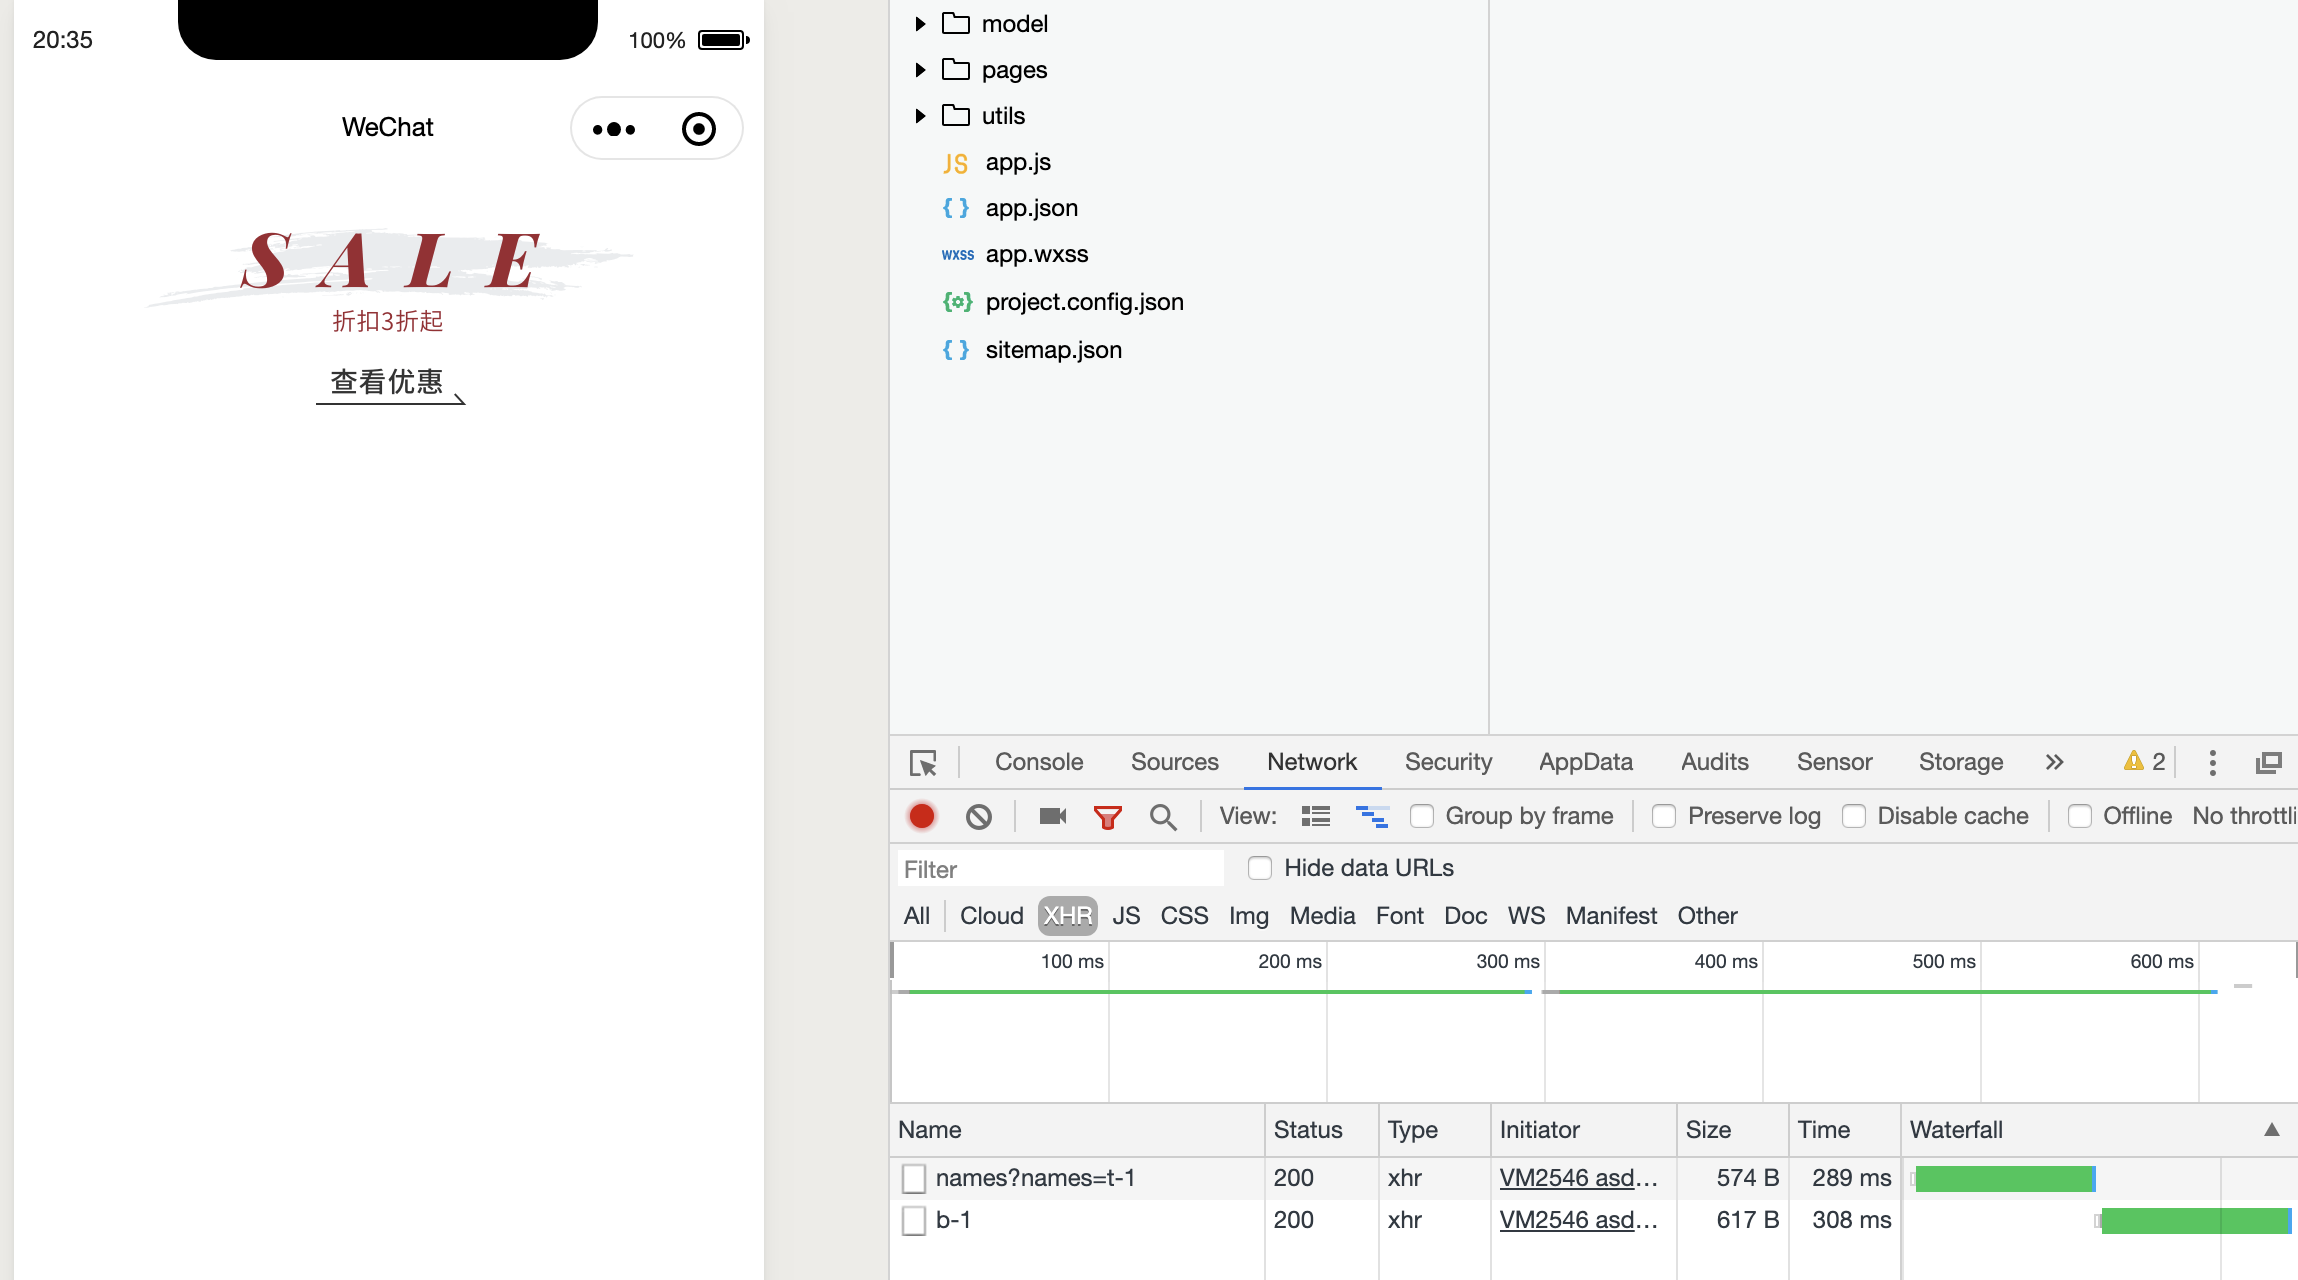 20:35
100%
WeChat
SALE
折扣3折起
查看优惠
model
pages
utils
JS app.js
{ } app.json
wxss app.wxss
project.config.json
{ } sitemap.json
Console Sources Network Security AppData Audits Sensor Storage » 2
View: Group by frame Preserve log Disable cache Offline No throttli
Filter Hide data URLs
All Cloud XHR JS CSS Img Media Font Doc WS Manifest Other
100 ms 200 ms 300 ms 400 ms 500 ms 600 ms
Name Status Type Initiator Size Time Waterfall ▲
names?names=t-1 200 xhr VM2546 asd... 574 B 289 ms
b-1 200 xhr VM2546 asd... 617 B 308 ms